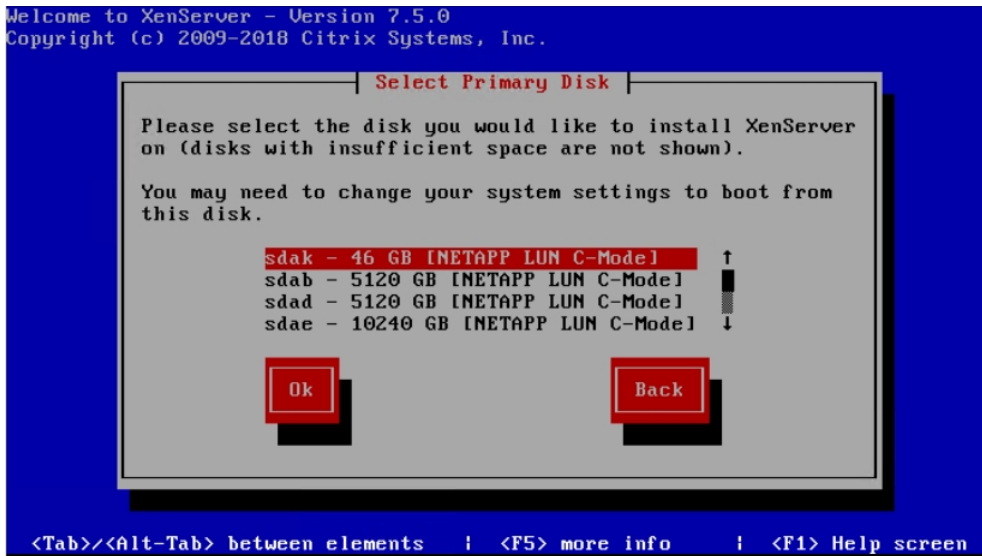 Welcome to XenServer - Version 7.5.0
Copyright (c) 2009-2018 Citrix Systems, Inc.
Select Primary Disk
Please select the disk you would like to install XenServer
on (disks with insufficient space are not shown).
You may need to change your system settings to boot from
this disk.
sdak - 46 GB [NETAPP LUN C-Mode]
sdab - 5120 GB [NETAPP LUN C-Mode]
sdad - 5120 GB [NETAPP LUN C-Mode]
sdae - 10240 GB [NETAPP LUN C-Mode]
Ok Back
<Tab>/<Alt-Tab> between elements | <F5> more info | <F1> Help screen